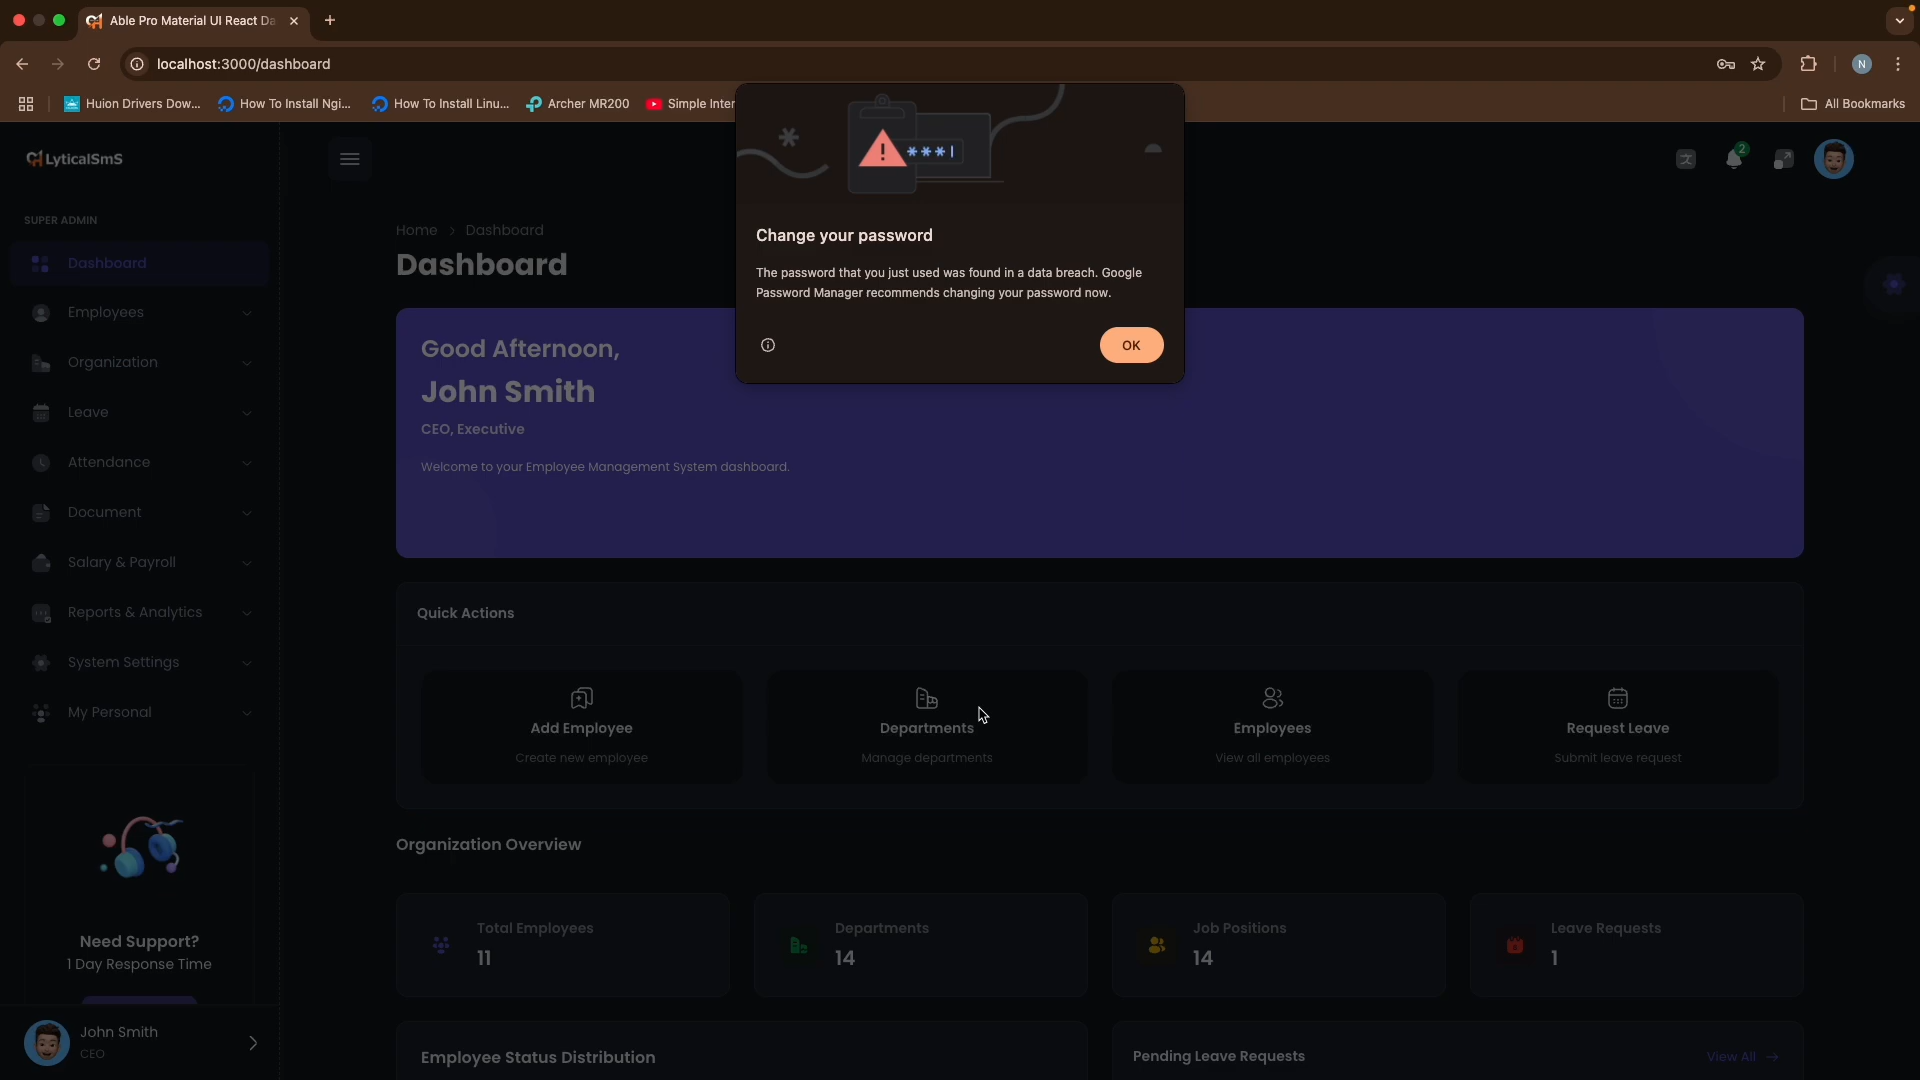 Able Pro Material UI React Da
localhost:3000/dashboard
N
Huion Drivers Dow...
How To Install Ngi...
How To Install Linu...
Archer MR200
Simple Inter
All Bookmarks
***|
Change your password
The password that you just used was found in a data breach. Google
Password Manager recommends changing your password now.
OK
LyticalSmS
2
SUPER ADMIN
Dashboard
Employees
Organization
Leave
Attendance
Document
Salary & Payroll
Reports & Analytics
System Settings
My Personal
Need Support?
1 Day Response Time
John Smith
CEO
Home > Dashboard
Dashboard
Good Afternoon,
John Smith
CEO, Executive
Welcome to your Employee Management System dashboard.
Quick Actions
Add Employee
Create new employee
Departments
Manage departments
Employees
View all employees
Request Leave
Submit leave request
Organization Overview
Total Employees
11
Departments
14
Job Positions
14
Leave Requests
1
Employee Status Distribution
Pending Leave Requests
View All